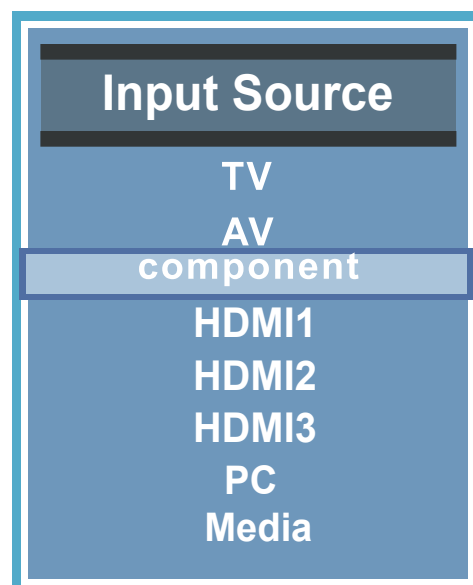 Input Source
TV
AV
component
HDMI1
HDMI2
HDMI3
PC
Media